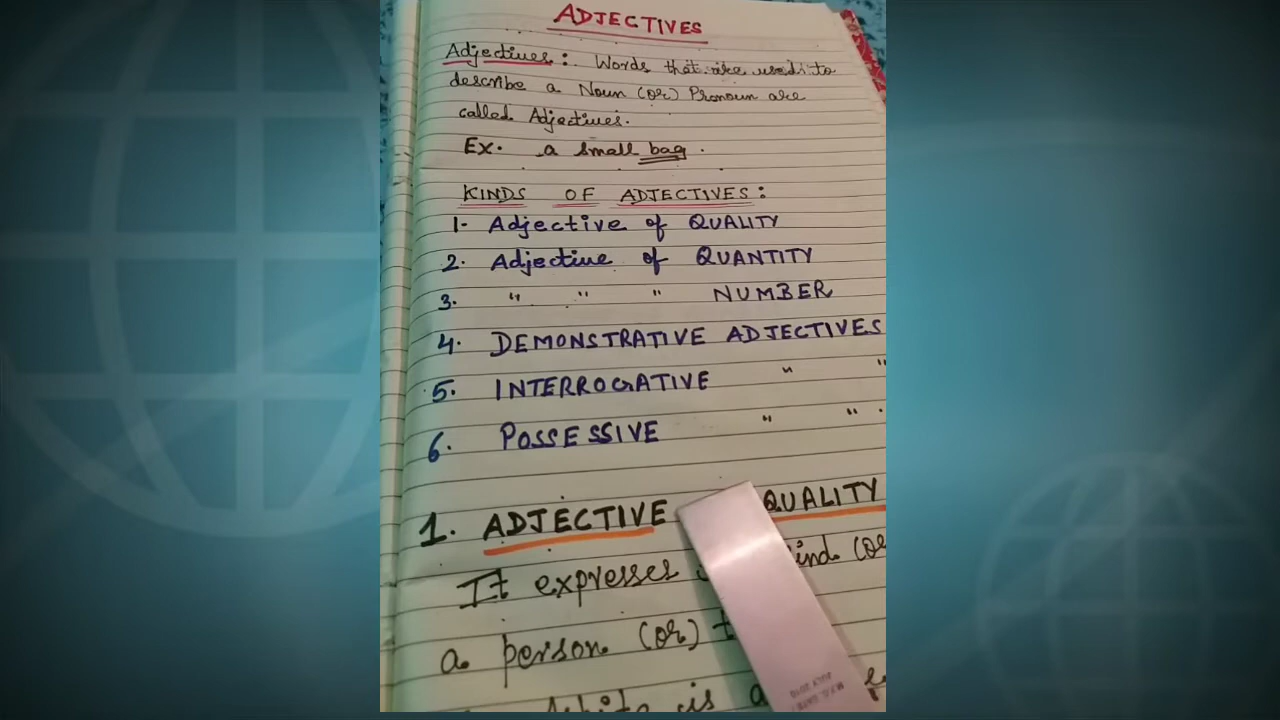 ADJECTIVES
Adjectives: Words that are used to
describe a Noun (or) Pronoun are
called Adjectives.
Ex. a small bag.
KINDS OF ADJECTIVES:
1. Adjective of QUALITY
2. Adjective of QUANTITY
3. " " " NUMBER
4. DEMONSTRATIVE ADJECTIVES
5. INTERROGATIVE " "
6. POSSESSIVE " ".
1. ADJECTIVE QUALITY
It expresses (or
a person (or)
is a